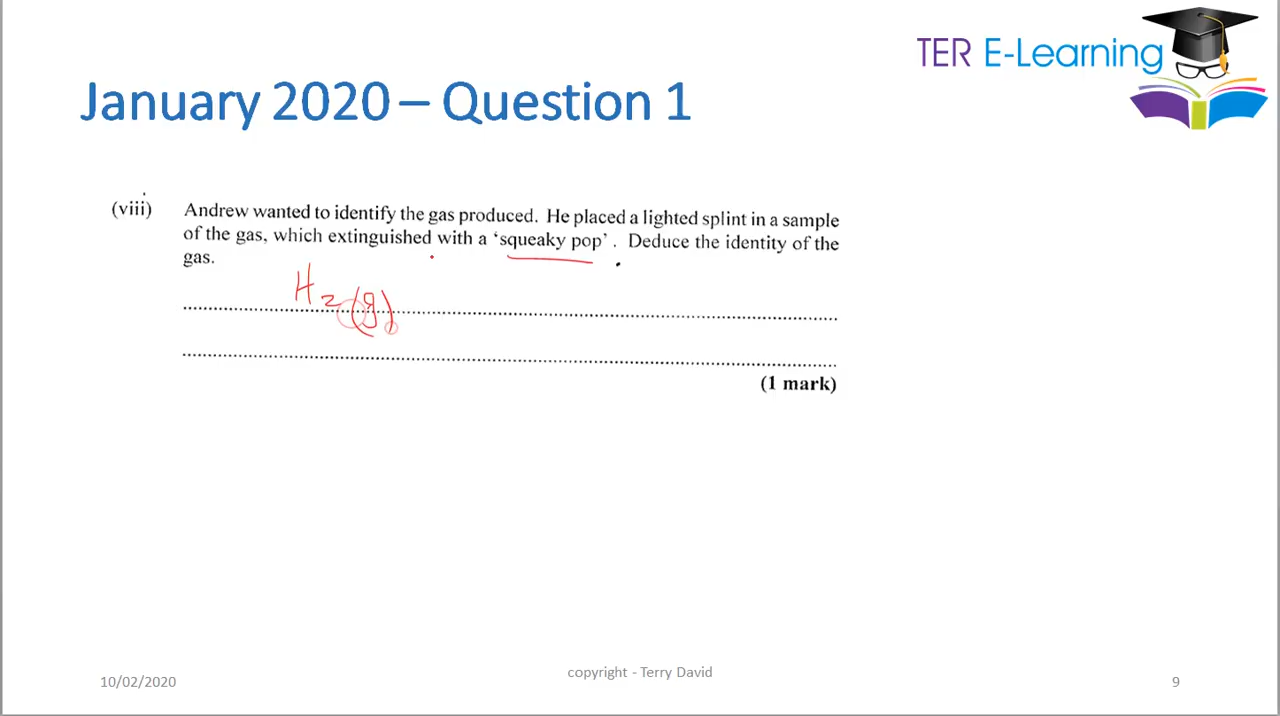 TER E-Learning
January 2020 – Question 1
(viii) Andrew wanted to identify the gas produced. He placed a lighted splint in a sample
of the gas, which extinguished with a ‘squeaky pop’ . Deduce the identity of the
gas.
H2(g)
(1 mark)
10/02/2020
copyright - Terry David
9